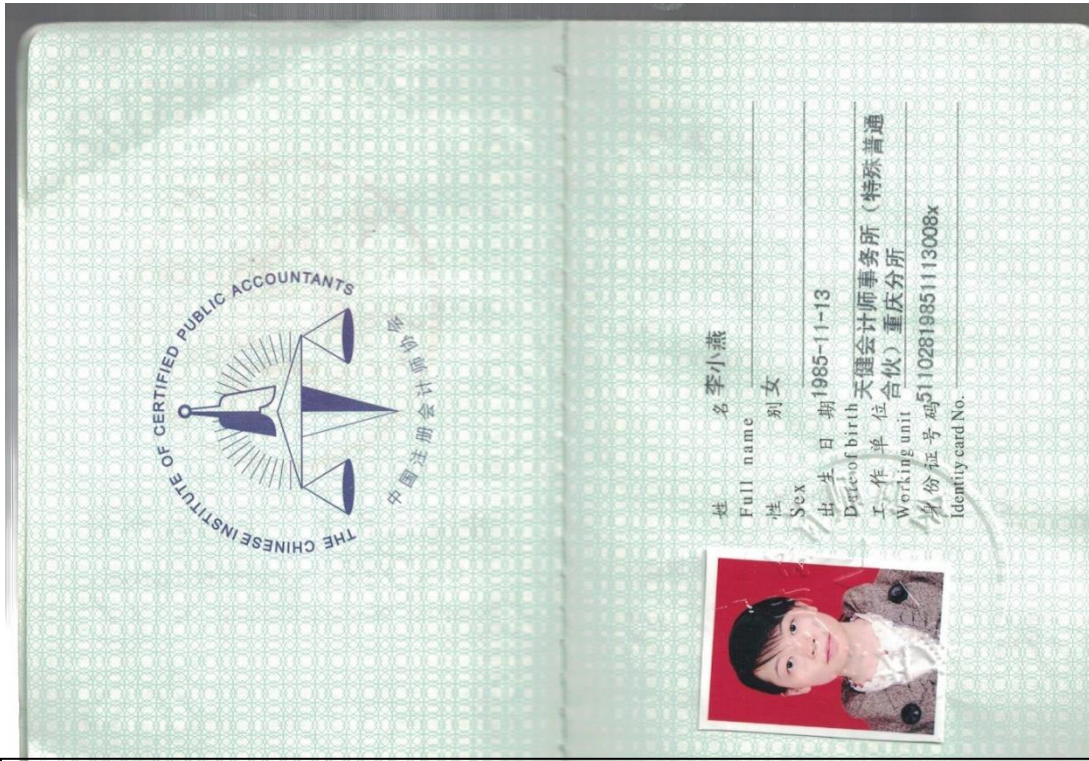 THE CHINESE INSTITUTE OF CERTIFIED PUBLIC ACCOUNTANTS
中国注册会计师协会
姓 名 李小燕
Full name
性 别 女
Sex
出 生 日 期 1985-11-13
Date of birth
工 作 单 位 天健会计师事务所（特殊普通
合伙）重庆分所
Working unit
身份证号码 51102819851113008x
Identity card No.